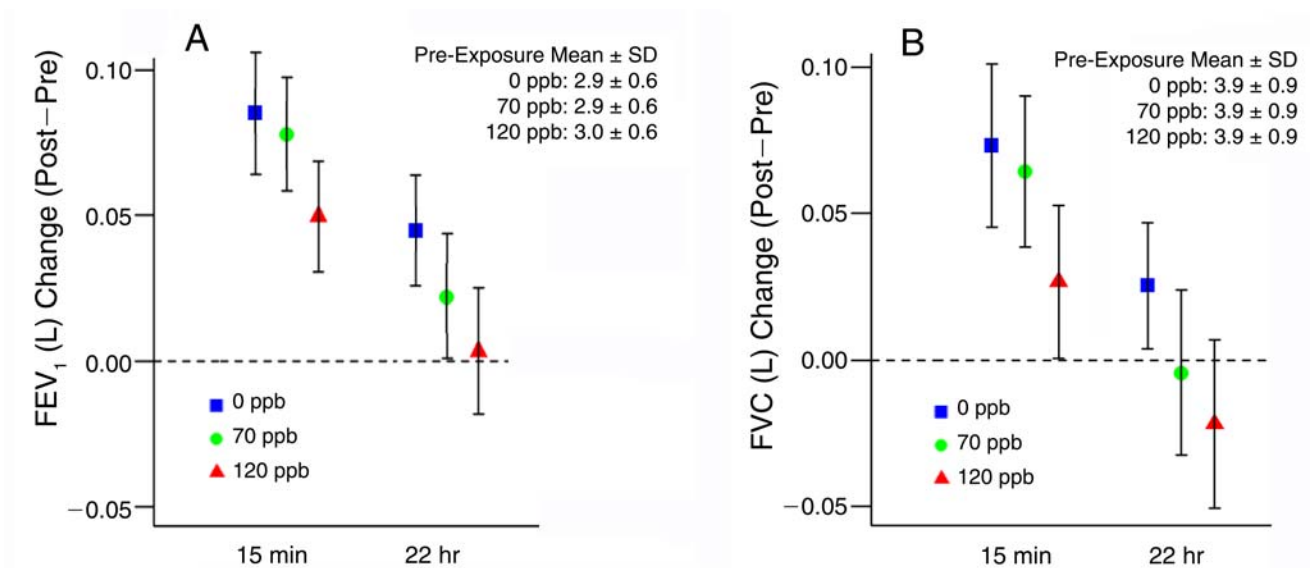 A
Pre-Exposure Mean ± SD
0 ppb: 2.9 ± 0.6
70 ppb: 2.9 ± 0.6
120 ppb: 3.0 ± 0.6
FEV₁ (L) Change (Post−Pre)
0.10
0.05
0.00
−0.05
0 ppb
70 ppb
120 ppb
15 min 22 hr
B
Pre-Exposure Mean ± SD
0 ppb: 3.9 ± 0.9
70 ppb: 3.9 ± 0.9
120 ppb: 3.9 ± 0.9
FVC (L) Change (Post−Pre)
0.10
0.05
0.00
−0.05
0 ppb
70 ppb
120 ppb
15 min 22 hr